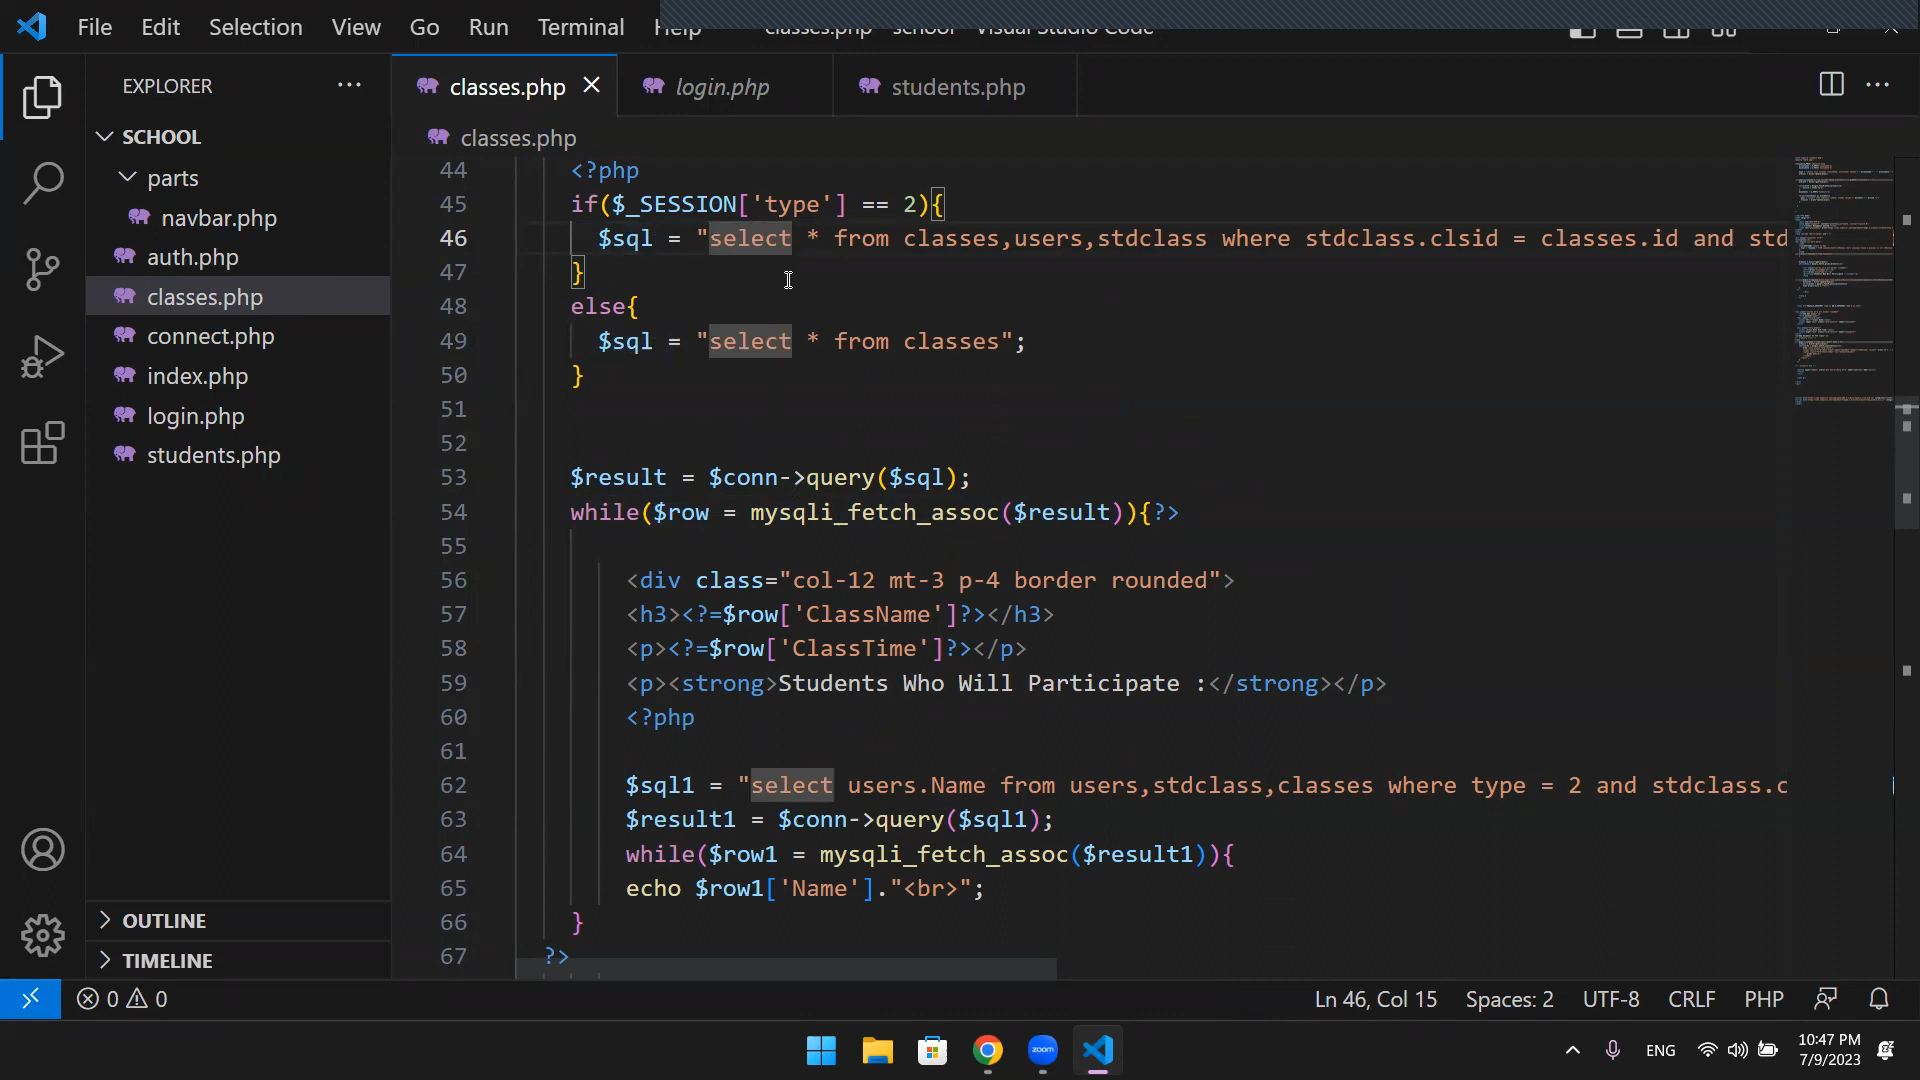 File Edit Selection View Go Run Terminal Help classes.php - school - Visual Studio Code
EXPLORER
SCHOOL
parts
navbar.php
auth.php
classes.php
connect.php
index.php
login.php
students.php
OUTLINE
TIMELINE
classes.php login.php students.php
classes.php
44 <?php
45 if($_SESSION['type'] == 2){
46 $sql = "select * from classes,users,stdclass where stdclass.clsid = classes.id and std
47 }
48 else{
49 $sql = "select * from classes";
50 }
51
52
53 $result = $conn->query($sql);
54 while($row = mysqli_fetch_assoc($result)){?>
55
56 <div class="col-12 mt-3 p-4 border rounded">
57 <h3><?=$row['ClassName']?></h3>
58 <p><?=$row['ClassTime']?></p>
59 <p><strong>Students Who Will Participate :</strong></p>
60 <?php
61
62 $sql1 = "select users.Name from users,stdclass,classes where type = 2 and stdclass.c
63 $result1 = $conn->query($sql1);
64 while($row1 = mysqli_fetch_assoc($result1)){
65 echo $row1['Name']."<br>";
66 }
67 ?>
0 0 Ln 46, Col 15 Spaces: 2 UTF-8 CRLF PHP
zoom
ENG
10:47 PM
7/9/2023